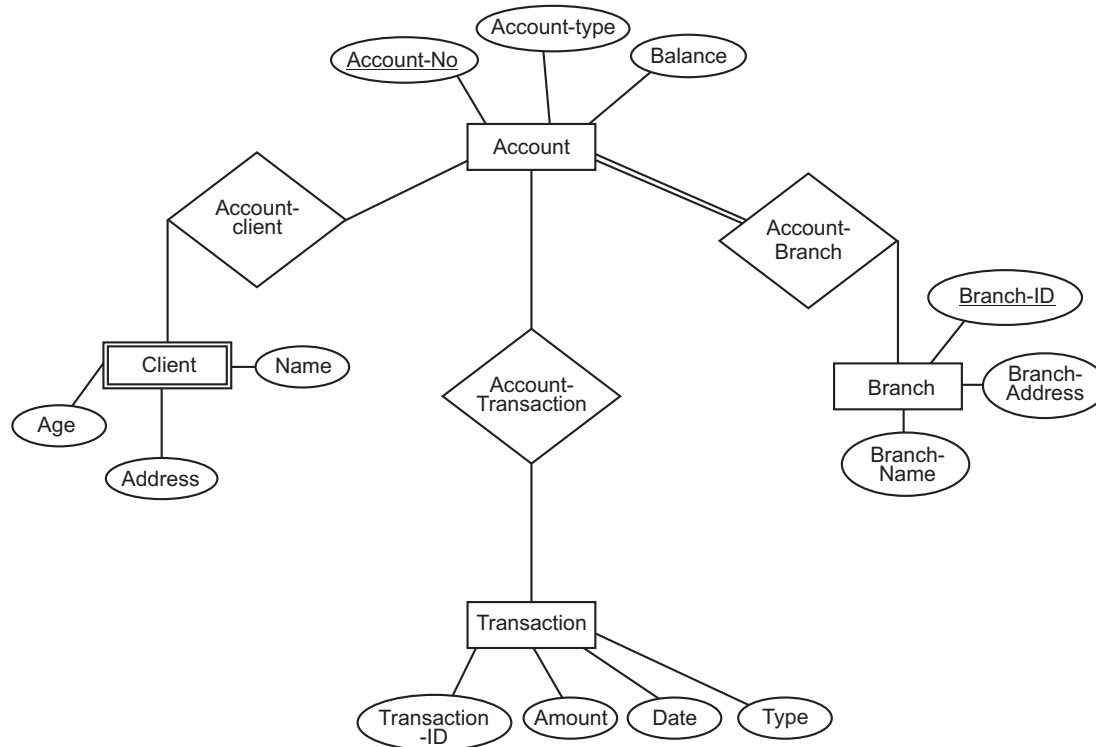 Account-type
Account-No
Balance
Account
Account-
client
Account-
Branch
Branch-ID
Client
Name
Account-
Transaction
Branch
Branch-
Address
Age
Address
Branch-
Name
Transaction
Transaction
-ID
Amount
Date
Type